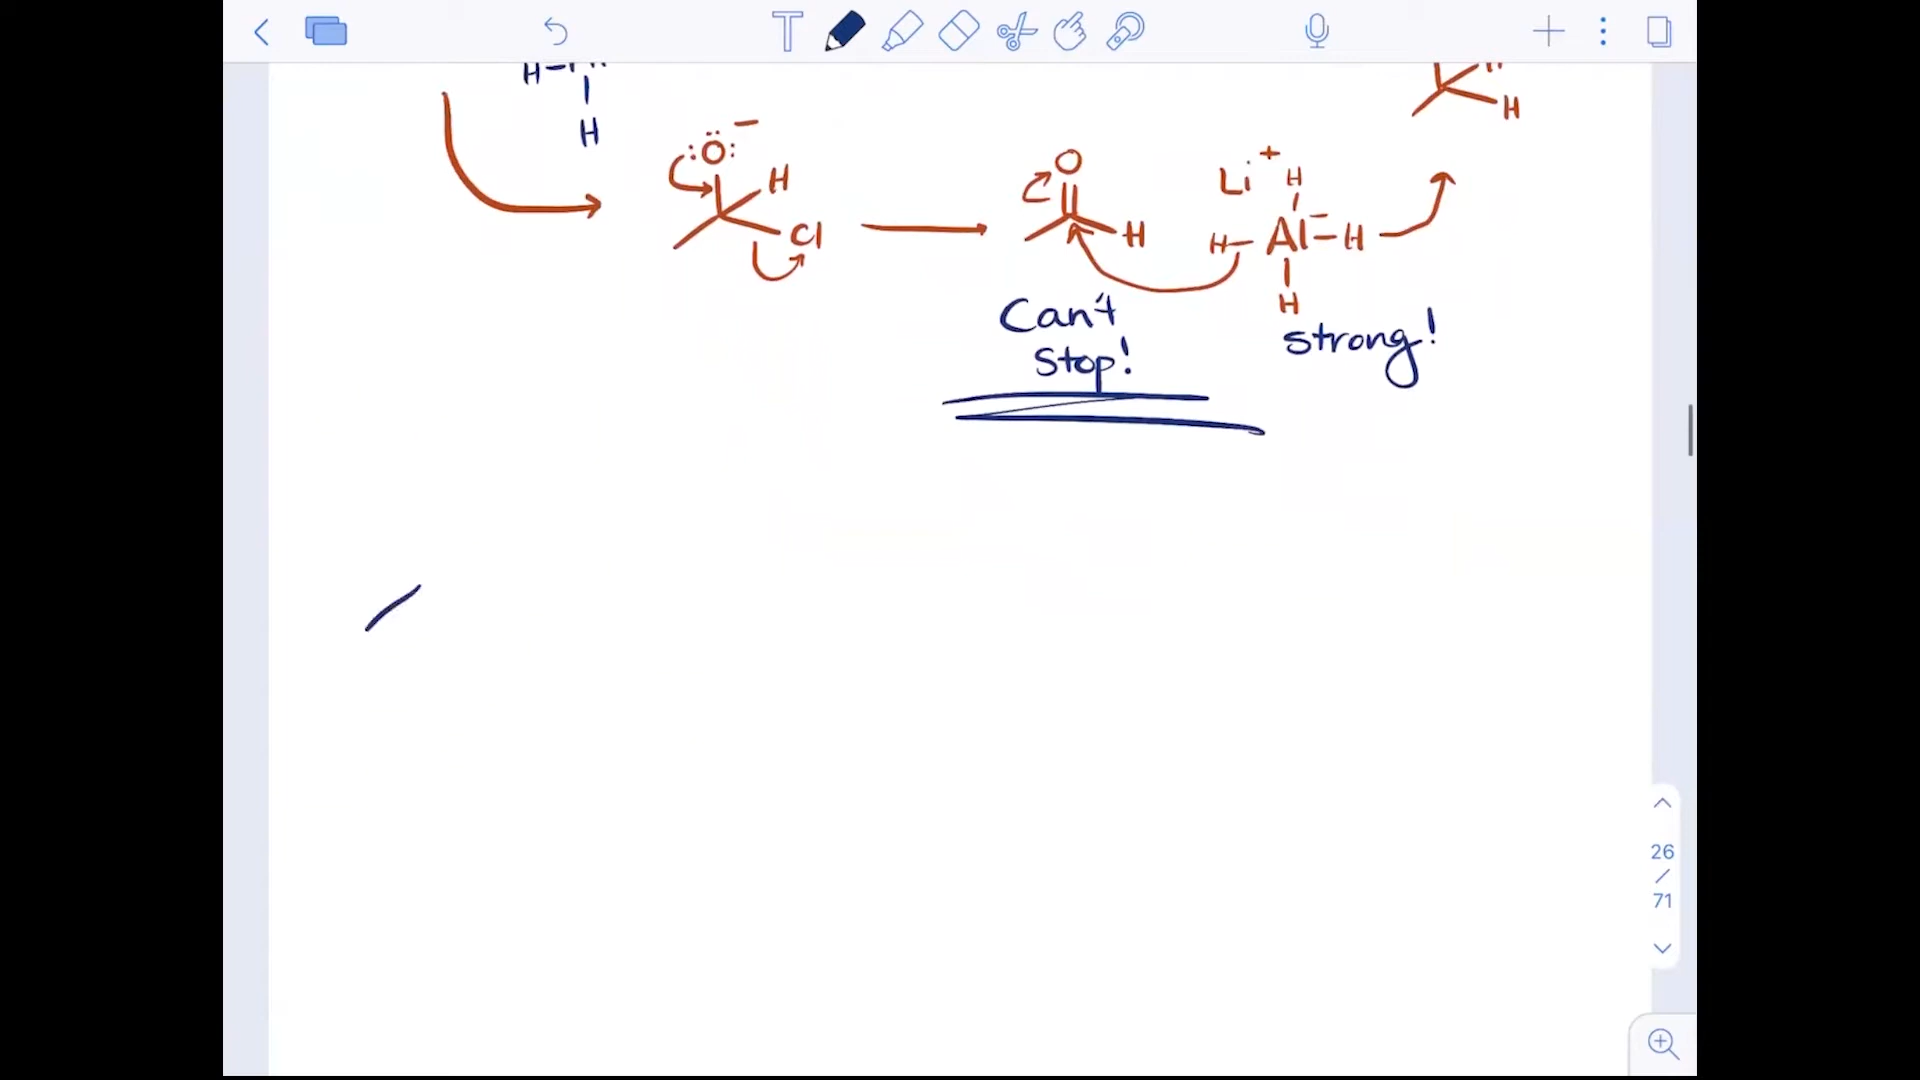 H H
H
:Ö: −
H
Cl
O
H
Li +
H
H Al − H
H
H
Can't
Stop!
strong!
26
/
71